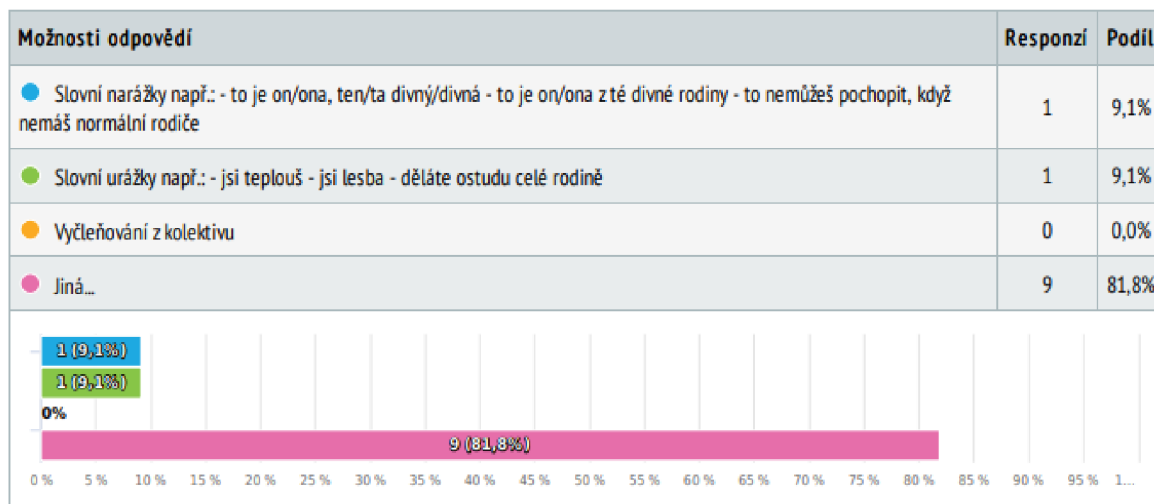 Možnosti odpovědí Responzí Podíl
Slovní narážky např.: - to je on/ona, ten/ta divný/divná - to je on/ona z té divné rodiny - to nemůžeš pochopit, když
nemáš normální rodiče 1 9,1%
Slovní urážky např.: - jsi teplouš - jsi lesba - děláte ostudu celé rodině 1 9,1%
Vyčleňování z kolektivu 0 0,0%
Jiná... 9 81,8%
1 (9,1%)
1 (9,1%)
0%
9 (81,8%)
0 % 5 % 10 % 15 % 20 % 25 % 30 % 35 % 40 % 45 % 50 % 55 % 60 % 65 % 70 % 75 % 80 % 85 % 90 % 95 % 1...